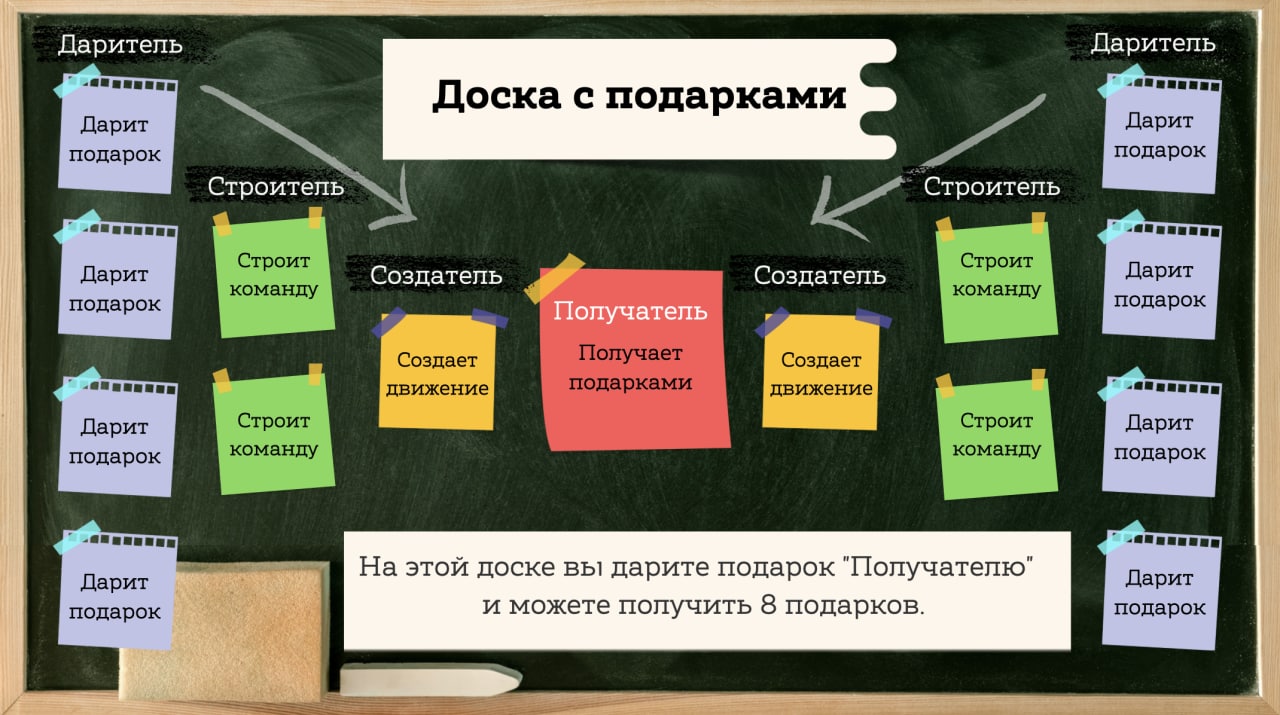 Доска с подарками
Даритель
Дарит
подарок
Дарит
подарок
Дарит
подарок
Дарит
подарок
Строитель
Строит
команду
Строит
команду
Создатель
Создает
движение
Получатель
Получает
подарками
Создатель
Создает
движение
Строитель
Строит
команду
Строит
команду
Даритель
Дарит
подарок
Дарит
подарок
Дарит
подарок
Дарит
подарок
На этой доске вы дарите подарок "Получателю"
и можете получить 8 подарков.